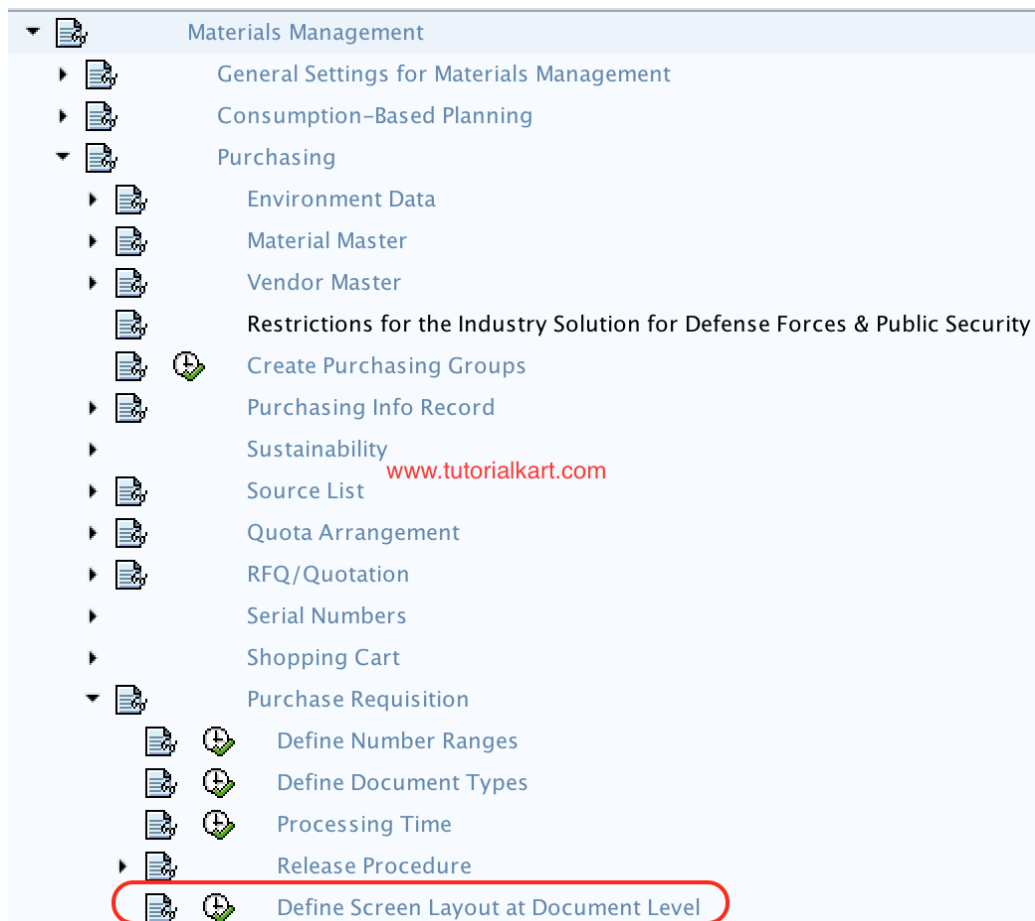 Materials Management
General Settings for Materials Management
Consumption-Based Planning
Purchasing
Environment Data
Material Master
Vendor Master
Restrictions for the Industry Solution for Defense Forces & Public Security
Create Purchasing Groups
Purchasing Info Record
Sustainability
www.tutorialkart.com
Source List
Quota Arrangement
RFQ/Quotation
Serial Numbers
Shopping Cart
Purchase Requisition
Define Number Ranges
Define Document Types
Processing Time
Release Procedure
Define Screen Layout at Document Level